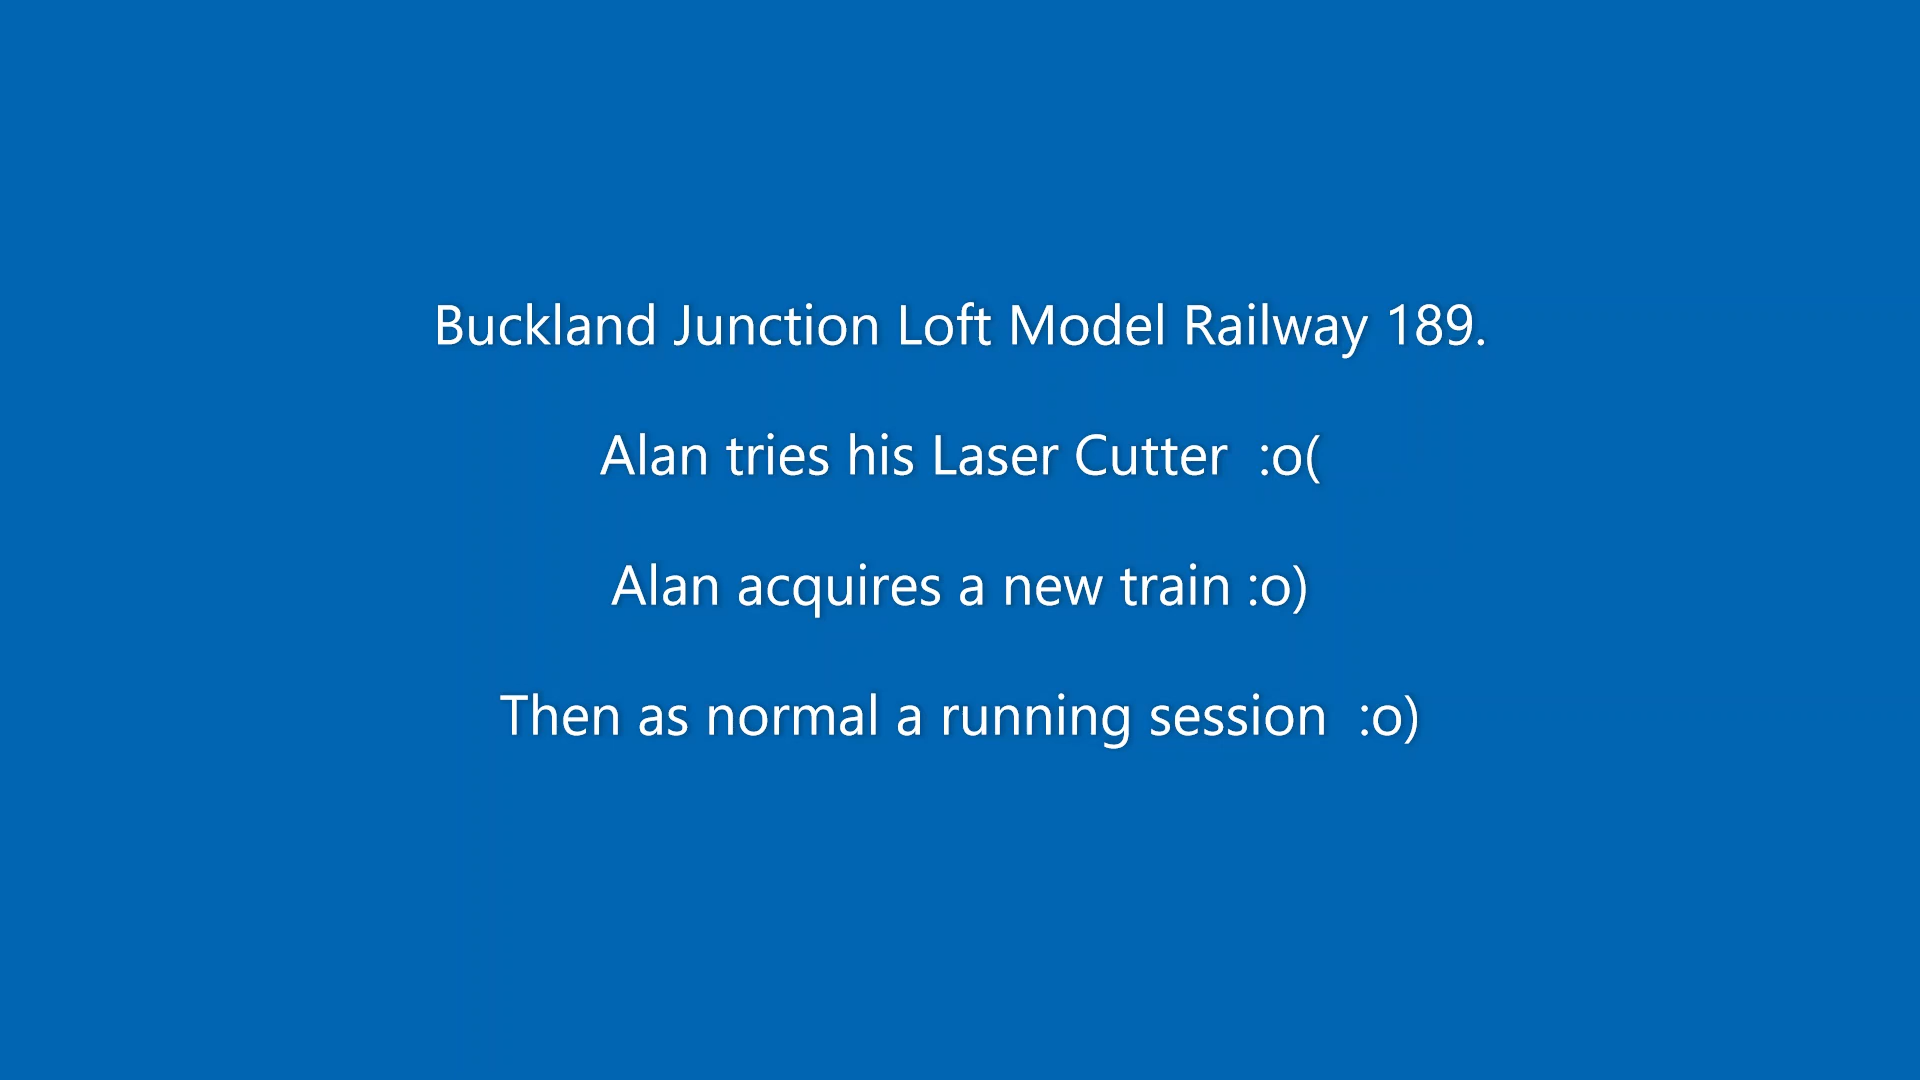 Buckland Junction Loft Model Railway 189.
Alan tries his Laser Cutter  :o(
Alan acquires a new train :o)
Then as normal a running session  :o)